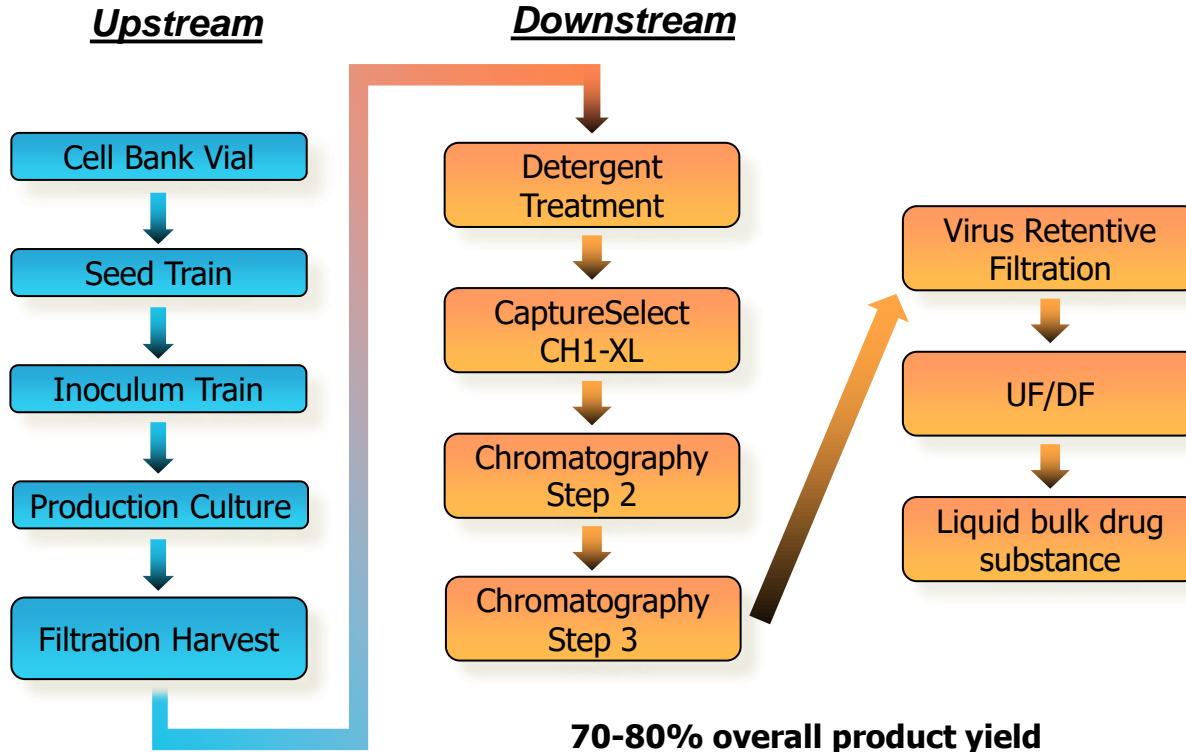 Upstream
Downstream
Cell Bank Vial
Seed Train
Inoculum Train
Production Culture
Filtration Harvest
Detergent
Treatment
CaptureSelect
CH1-XL
Chromatography
Step 2
Chromatography
Step 3
Virus Retentive
Filtration
UF/DF
Liquid bulk drug
substance
70-80% overall product yield